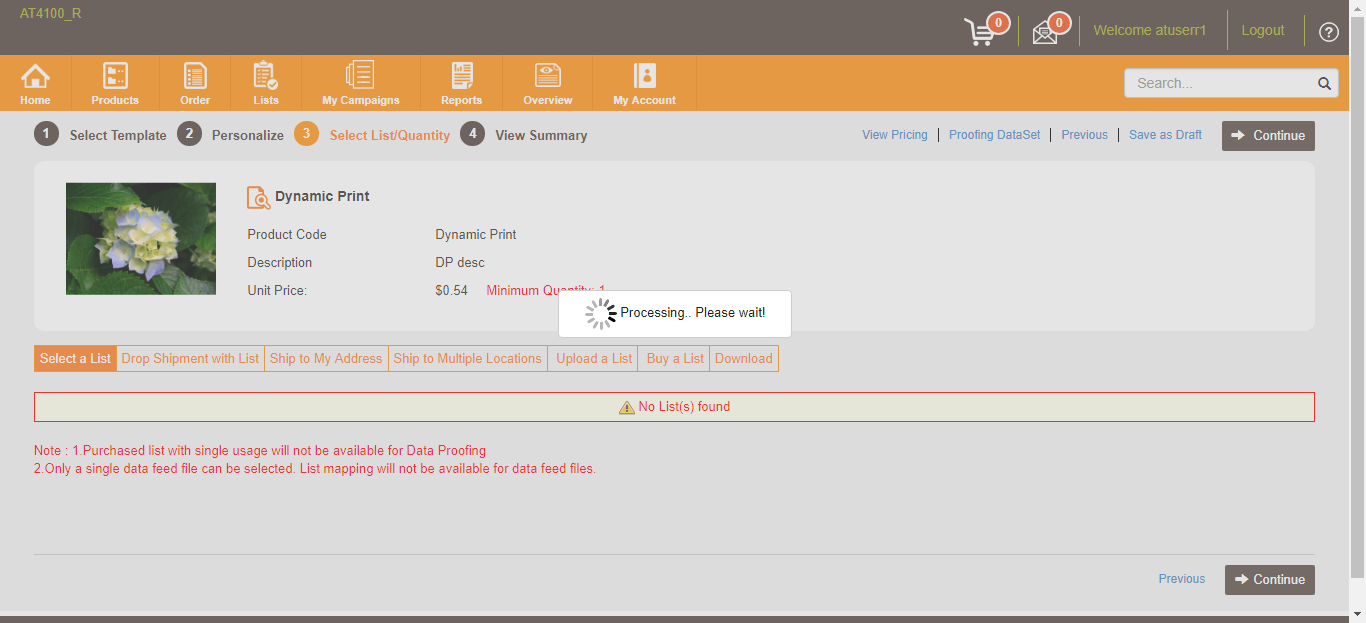 AT4100_R
0
0
Welcome atuserr1
Logout
?
Home
Products
Order
Lists
My Campaigns
Reports
Overview
My Account
Search...
1 Select Template 2 Personalize 3 Select List/Quantity 4 View Summary
View Pricing | Proofing DataSet | Previous | Save as Draft
Continue
Dynamic Print
Product Code Dynamic Print
Description DP desc
Unit Price: $0.54 Minimum Quantity: 1
Processing.. Please wait!
Select a List Drop Shipment with List Ship to My Address Ship to Multiple Locations Upload a List Buy a List Download
No List(s) found
Note : 1.Purchased list with single usage will not be available for Data Proofing
2.Only a single data feed file can be selected. List mapping will not be available for data feed files.
Previous
Continue